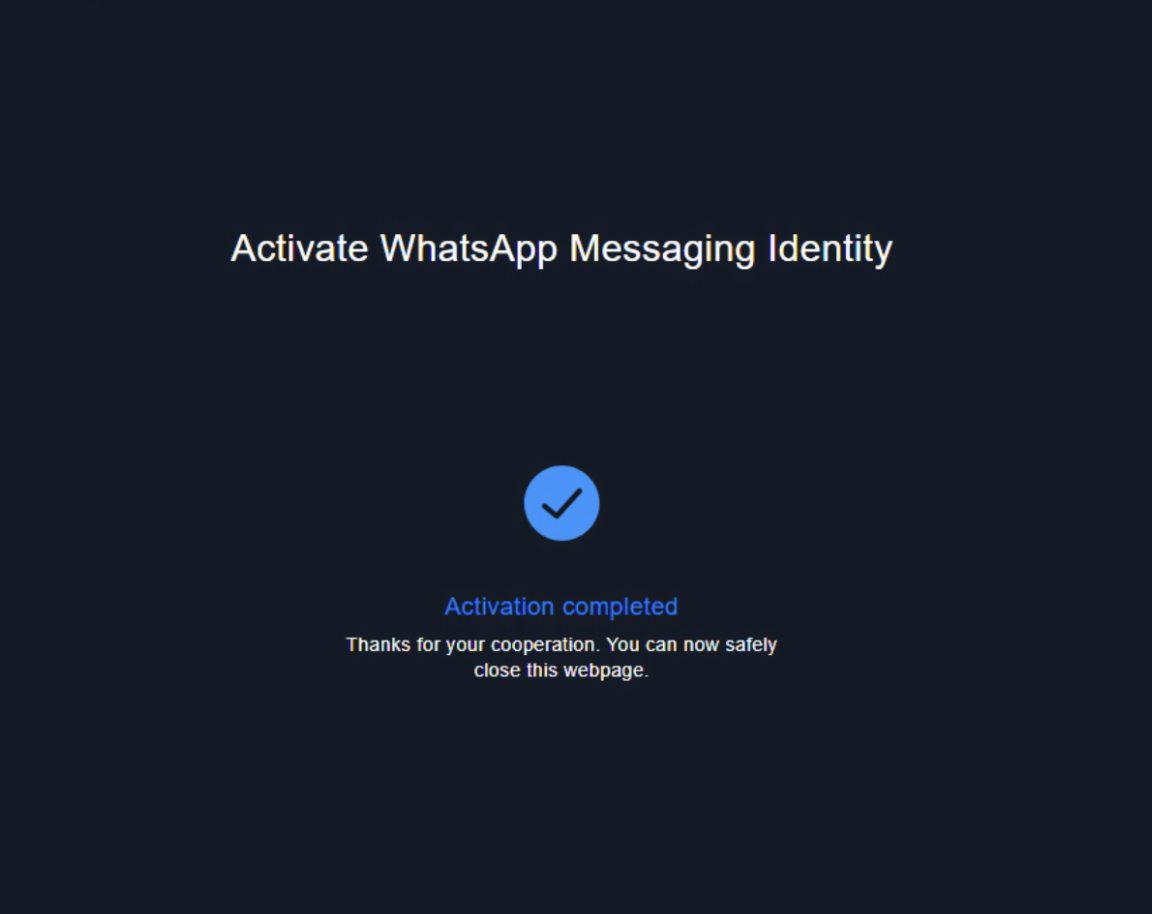 Activate WhatsApp Messaging Identity
Activation completed
Thanks for your cooperation. You can now safely
close this webpage.